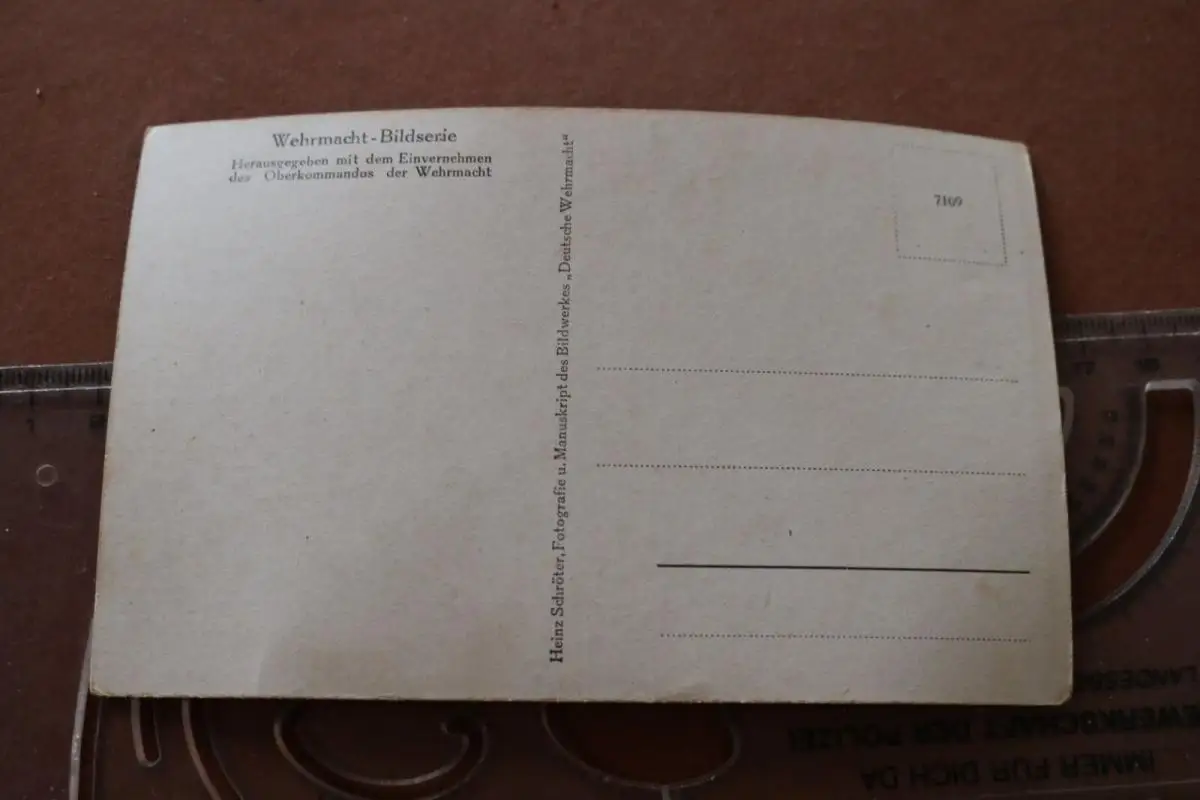 Wehrmacht-Bildserie
Herausgegeben mit dem Einvernehmen
des Oberkommandos der Wehrmacht
Heinz Schröter, Fotografie u. Manuskript des Bildwerkes „Deutsche Wehrmacht“
7109
GEWERKSCHAFT DER POLIZEI
IMMER FÜR DICH DA